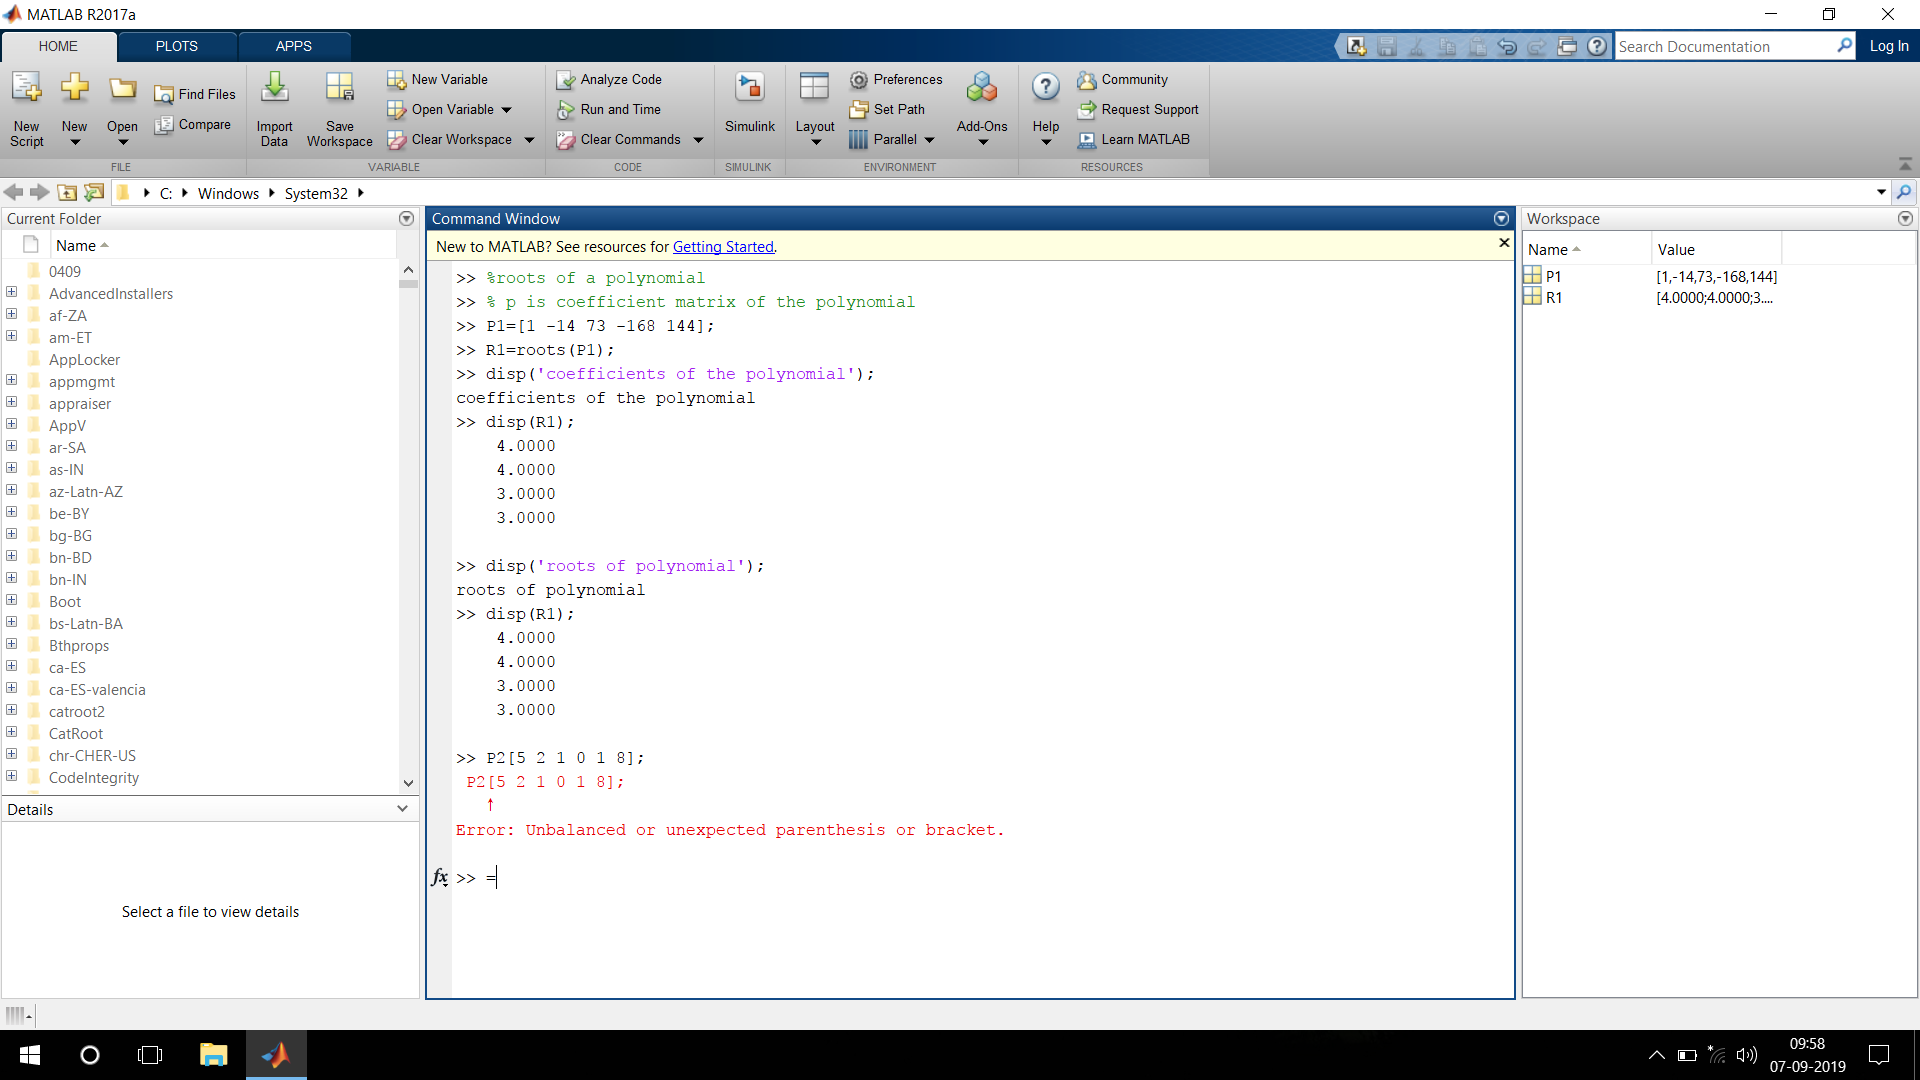 MATLAB R2017a
HOME PLOTS APPS
Search Documentation
Log In
New Script
New
Open
Find Files
Compare
FILE
Import Data
Save Workspace
New Variable
Open Variable
Clear Workspace
VARIABLE
Analyze Code
Run and Time
Clear Commands
CODE
Simulink
SIMULINK
Layout
Preferences
Set Path
Parallel
Add-Ons
ENVIRONMENT
Help
Community
Request Support
Learn MATLAB
RESOURCES
C: Windows System32
Current Folder
Name
0409
AdvancedInstallers
af-ZA
am-ET
AppLocker
appmgmt
appraiser
AppV
ar-SA
as-IN
az-Latn-AZ
be-BY
bg-BG
bn-BD
bn-IN
Boot
bs-Latn-BA
Bthprops
ca-ES
ca-ES-valencia
catroot2
CatRoot
chr-CHER-US
CodeIntegrity
Details
Select a file to view details
Command Window
New to MATLAB? See resources for Getting Started.
>> %roots of a polynomial
>> % p is coefficient matrix of the polynomial
>> P1=[1 -14 73 -168 144];
>> R1=roots(P1);
>> disp('coefficients of the polynomial');
coefficients of the polynomial
>> disp(R1);
4.0000
4.0000
3.0000
3.0000
>> disp('roots of polynomial');
roots of polynomial
>> disp(R1);
4.0000
4.0000
3.0000
3.0000
>> P2[5 2 1 0 1 8];
P2[5 2 1 0 1 8];
↑
Error: Unbalanced or unexpected parenthesis or bracket.
fx >> =
Workspace
Name Value
P1 [1,-14,73,-168,144]
R1 [4.0000;4.0000;3....
09:58
07-09-2019